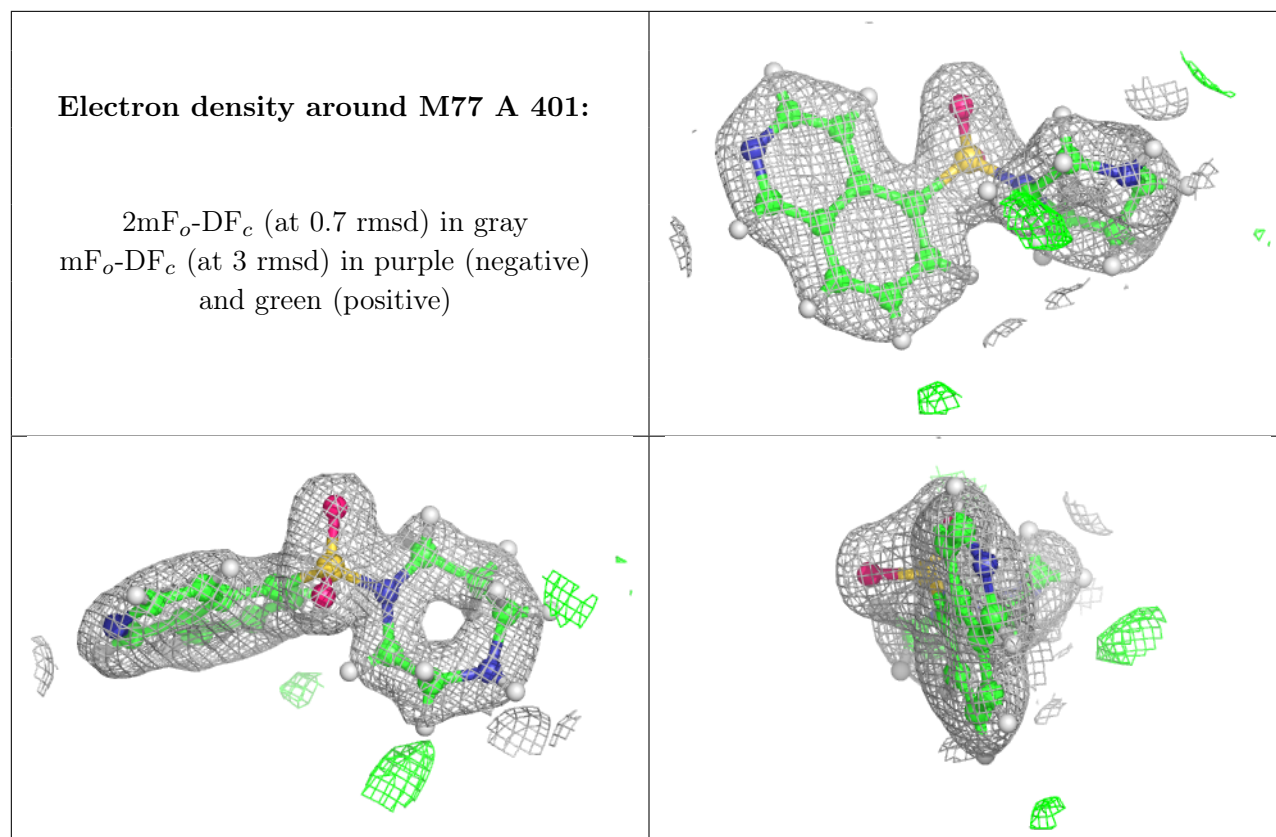 Electron density around M77 A 401:
2mFo-DFc (at 0.7 rmsd) in gray
mFo-DFc (at 3 rmsd) in purple (negative)
and green (positive)